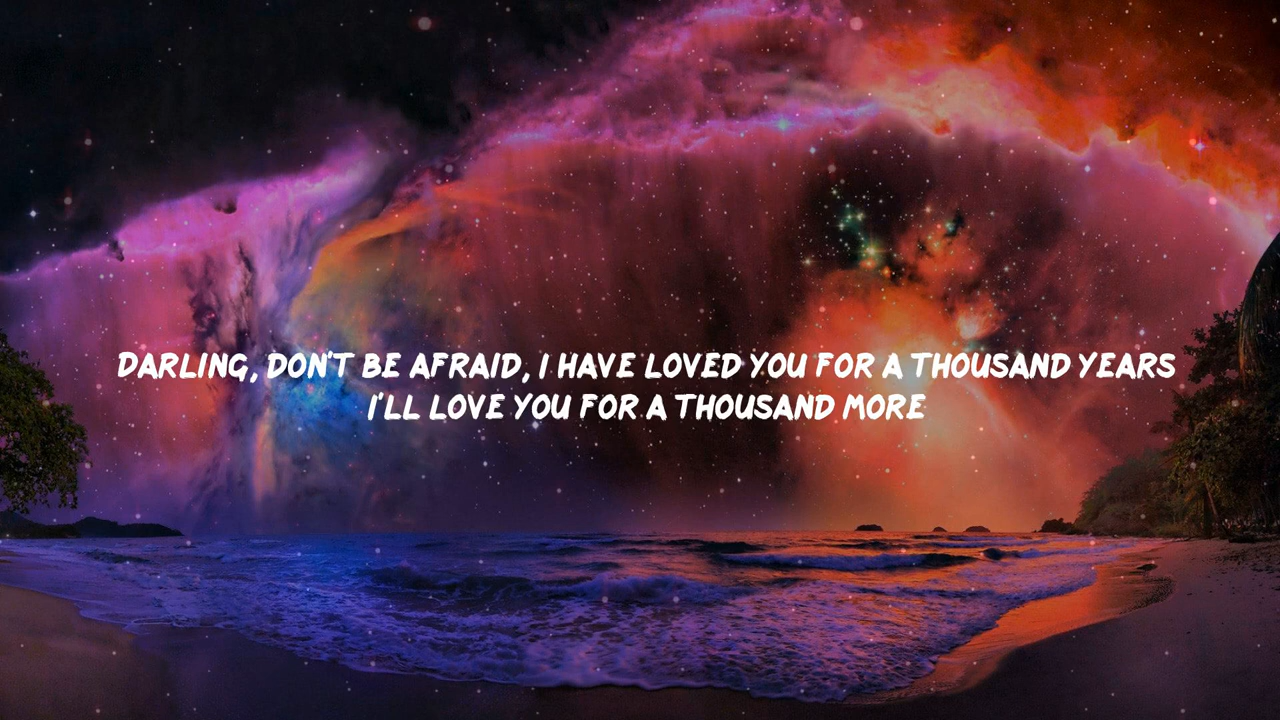 DARLING, DON'T BE AFRAID, I HAVE LOVED YOU FOR A THOUSAND YEARS
I'LL LOVE YOU FOR A THOUSAND MORE